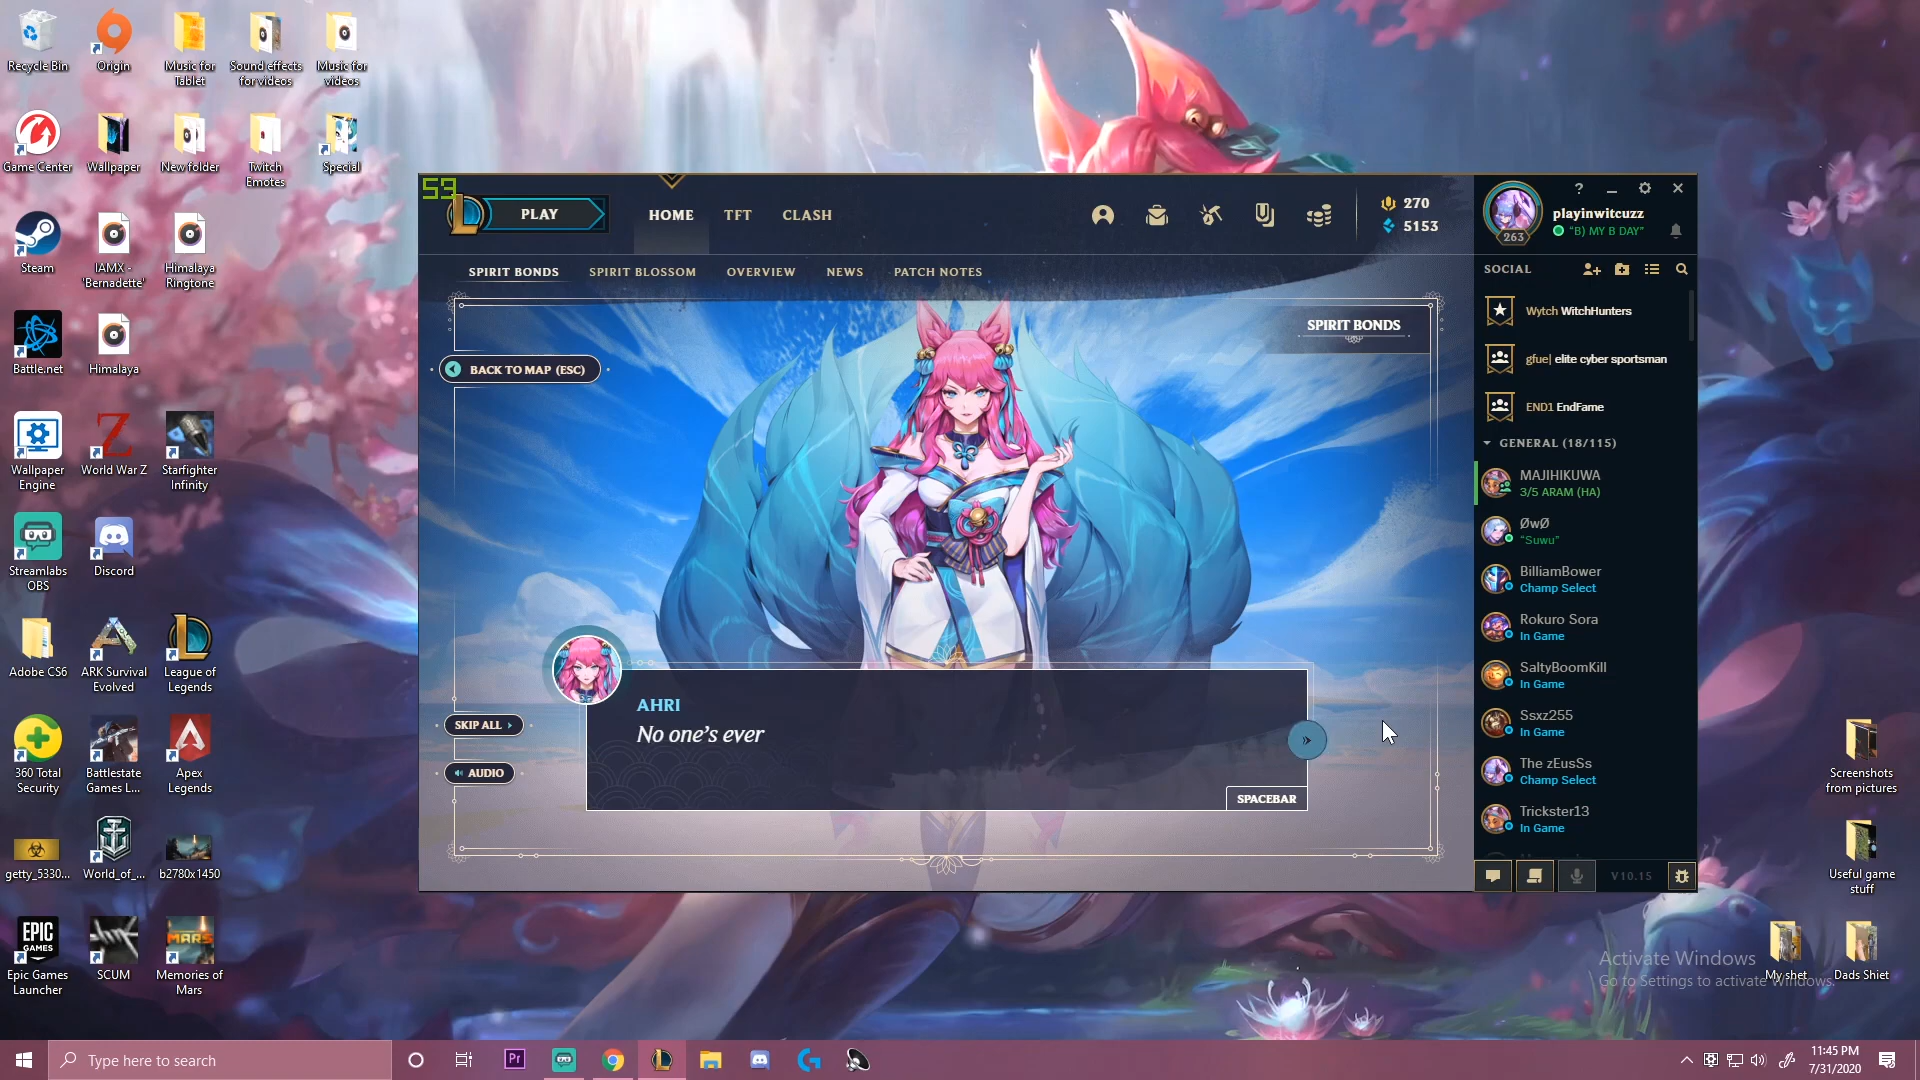 Recycle Bin
Origin
Music for Tablet
Sound effects for videos
Music for videos
Game Center
Wallpaper
New folder
Twitch Emotes
Special
Steam
IAMX - 'Bernadette'
Himalaya Ringtone
Battle.net
Himalaya
Wallpaper Engine
World War Z
Starfighter Infinity
Streamlabs OBS
Discord
Adobe CS6
ARK Survival Evolved
League of Legends
360 Total Security
Battlestate Games L...
Apex Legends
getty_5330...
World_of_...
b2780x1450
EPIC GAMES
MARS
Epic Games Launcher
SCUM
Memories of Mars
59
PLAY
HOME
TFT
CLASH
270
5153
SPIRIT BONDS
SPIRIT BLOSSOM
OVERVIEW
NEWS
PATCH NOTES
SPIRIT BONDS
BACK TO MAP (ESC)
AHRI
No one's ever
SKIP ALL
AUDIO
SPACEBAR
?
playinwitcuzz
263
"B) MY B DAY"
SOCIAL
Wytch WitchHunters
gfue| elite cyber sportsman
END1 EndFame
GENERAL (18/115)
MAJIHIKUWA
3/5 ARAM (HA)
ØwØ
"Suwu"
BilliamBower
Champ Select
Rokuro Sora
In Game
SaltyBoomKill
In Game
Ssxz255
In Game
The zEusSs
Champ Select
Trickster13
In Game
V10.15
Screenshots from pictures
Useful game stuff
My shet
Dads Shiet
Activate Windows
Go to Settings to activate Windows.
Type here to search
Pr
11:45 PM
7/31/2020